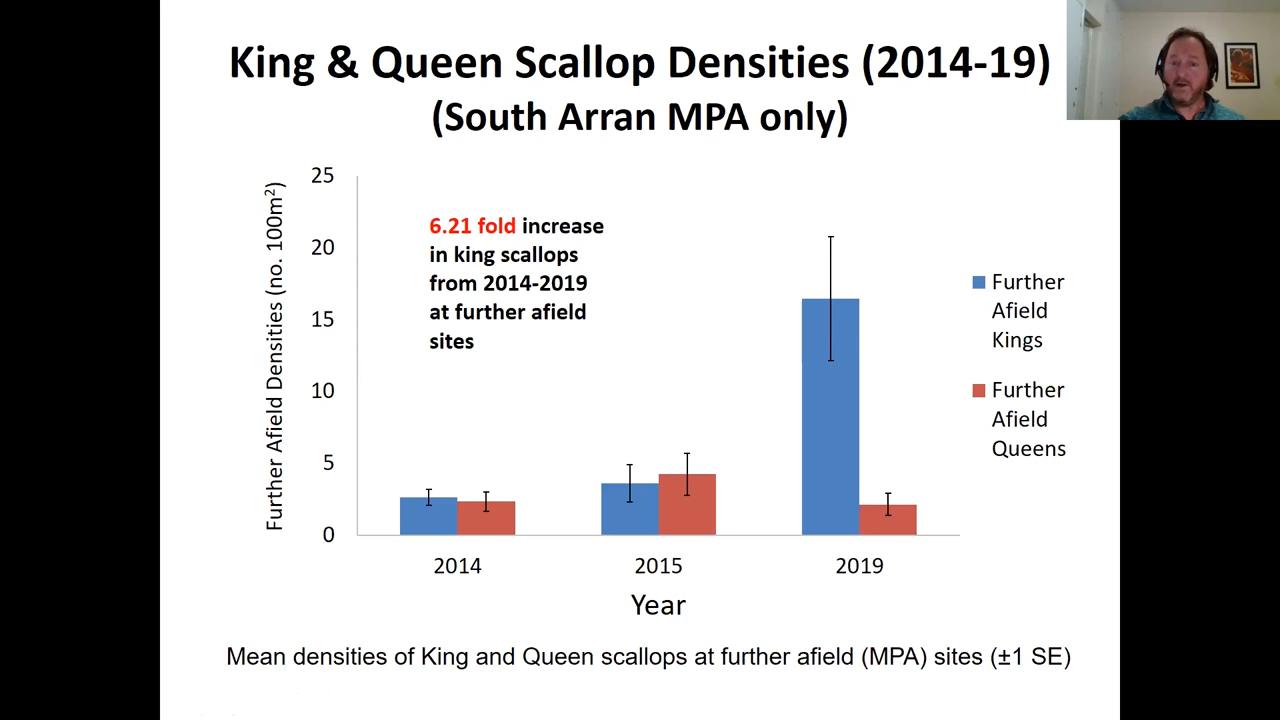 King & Queen Scallop Densities (2014-19)
(South Arran MPA only)
Further Afield Densities (no. 100m²)
25
20
15
10
5
0
6.21 fold increase
in king scallops
from 2014-2019
at further afield
sites
Further
Afield
Kings
Further
Afield
Queens
2014
2015
2019
Year
Mean densities of King and Queen scallops at further afield (MPA) sites (±1 SE)